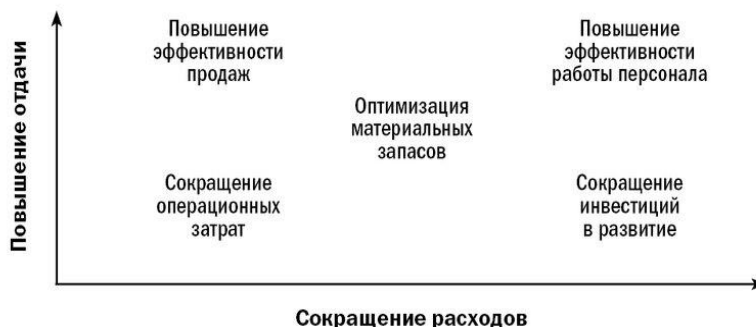 Повышение отдачи
Повышение
эффективности
продаж
Повышение
эффективности
работы персонала
Оптимизация
материальных
запасов
Сокращение
операционных
затрат
Сокращение
инвестиций
в развитие
Сокращение расходов